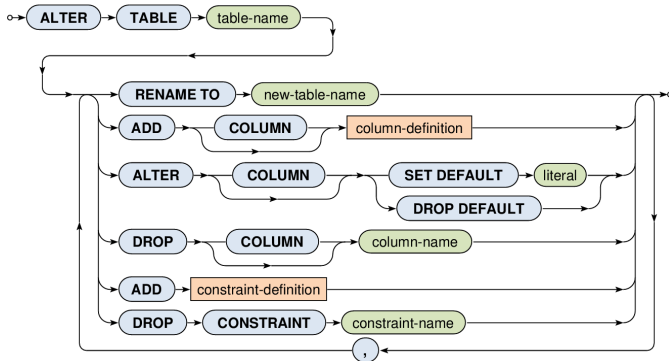 ALTER TABLE table-name
RENAME TO new-table-name
ADD COLUMN column-definition
ALTER COLUMN SET DEFAULT literal
DROP DEFAULT
DROP COLUMN column-name
ADD constraint-definition
DROP CONSTRAINT constraint-name
,